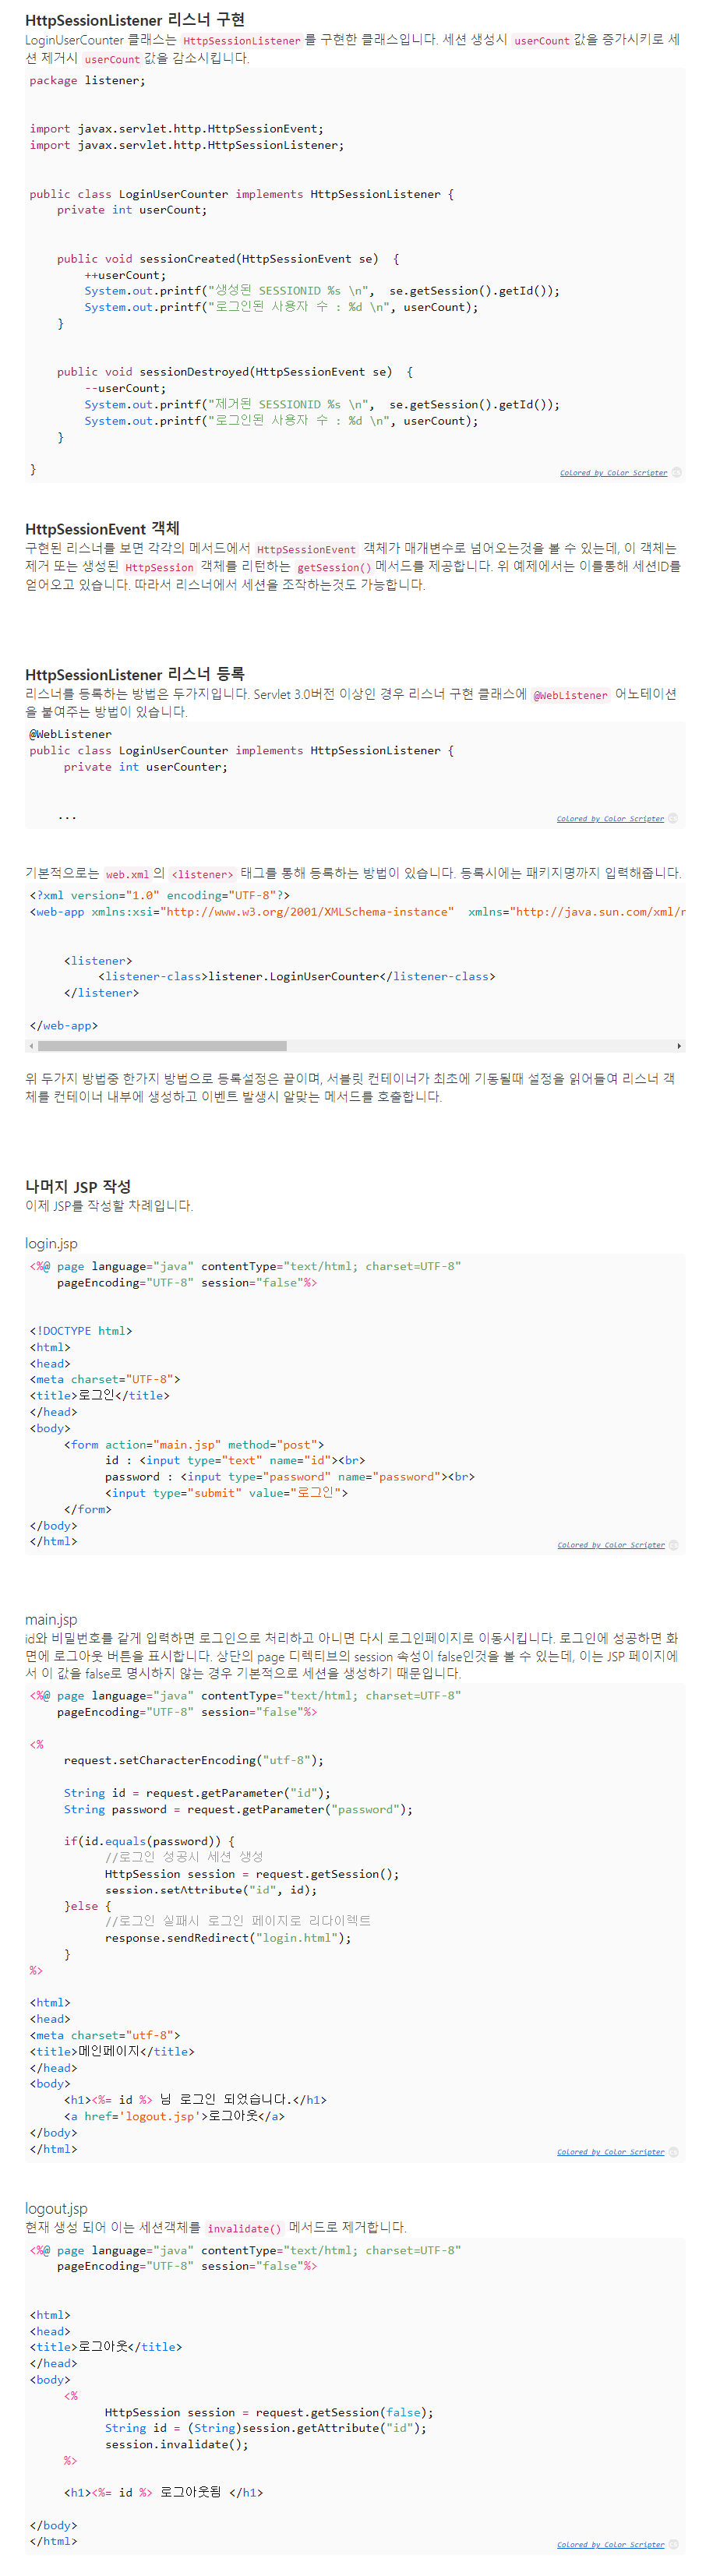 HttpSessionListener 리스너 구현
LoginUserCounter 클래스는 HttpSessionListener 를 구현한 클래스입니다. 세션 생성시 userCount 값을 증가시키로 세
션 제거시 userCount 값을 감소시킵니다.
package listener;
import javax.servlet.http.HttpSessionEvent;
import javax.servlet.http.HttpSessionListener;
public class LoginUserCounter implements HttpSessionListener {
    private int userCount;
    public void sessionCreated(HttpSessionEvent se)  {
        ++userCount;
        System.out.printf("생성된 SESSIONID %s \n",  se.getSession().getId());
        System.out.printf("로그인된 사용자 수 : %d \n", userCount);
    }
    public void sessionDestroyed(HttpSessionEvent se)  {
        --userCount;
        System.out.printf("제거된 SESSIONID %s \n",  se.getSession().getId());
        System.out.printf("로그인된 사용자 수 : %d \n", userCount);
    }
}
Colored by Color Scripter cs
HttpSessionEvent 객체
구현된 리스너를 보면 각각의 메서드에서 HttpSessionEvent 객체가 매개변수로 넘어오는것을 볼 수 있는데, 이 객체는
제거 또는 생성된 HttpSession 객체를 리턴하는 getSession() 메서드를 제공합니다. 위 예제에서는 이를통해 세션ID를
얻어오고 있습니다. 따라서 리스너에서 세션을 조작하는것도 가능합니다.
HttpSessionListener 리스너 등록
리스너를 등록하는 방법은 두가지입니다. Servlet 3.0버전 이상인 경우 리스너 구현 클래스에 @WebListener 어노테이션
을 붙여주는 방법이 있습니다.
@WebListener
public class LoginUserCounter implements HttpSessionListener {
     private int userCounter;
    ...
Colored by Color Scripter cs
기본적으로는 web.xml 의 <listener> 태그를 통해 등록하는 방법이 있습니다. 등록시에는 패키지명까지 입력해줍니다.
<?xml version="1.0" encoding="UTF-8"?>
<web-app xmlns:xsi="http://www.w3.org/2001/XMLSchema-instance"  xmlns="http://java.sun.com/xml/n
     <listener>
          <listener-class>listener.LoginUserCounter</listener-class>
     </listener>
</web-app>
위 두가지 방법중 한가지 방법으로 등록설정은 끝이며, 서블릿 컨테이너가 최초에 기동될때 설정을 읽어들여 리스너 객
체를 컨테이너 내부에 생성하고 이벤트 발생시 알맞는 메서드를 호출합니다.
나머지 JSP 작성
이제 JSP를 작성할 차례입니다.
login.jsp
<%@ page language="java" contentType="text/html; charset=UTF-8"
    pageEncoding="UTF-8" session="false"%>
<!DOCTYPE html>
<html>
<head>
<meta charset="UTF-8">
<title>로그인</title>
</head>
<body>
     <form action="main.jsp" method="post">
           id : <input type="text" name="id"><br>
           password : <input type="password" name="password"><br>
           <input type="submit" value="로그인">
     </form>
</body>
</html>
Colored by Color Scripter cs
main.jsp
id와 비밀번호를 같게 입력하면 로그인으로 처리하고 아니면 다시 로그인페이지로 이동시킵니다. 로그인에 성공하면 화
면에 로그아웃 버튼을 표시합니다. 상단의 page 디렉티브의 session 속성이 false인것을 볼 수 있는데, 이는 JSP 페이지에
서 이 값을 false로 명시하지 않는 경우 기본적으로 세션을 생성하기 때문입니다.
<%@ page language="java" contentType="text/html; charset=UTF-8"
    pageEncoding="UTF-8" session="false"%>
<%
     request.setCharacterEncoding("utf-8");
     String id = request.getParameter("id");
     String password = request.getParameter("password");
     if(id.equals(password)) {
           //로그인 성공시 세션 생성
           HttpSession session = request.getSession();
           session.setAttribute("id", id);
     }else {
           //로그인 실패시 로그인 페이지로 리다이렉트
           response.sendRedirect("login.html");
     }
%>
<html>
<head>
<meta charset="utf-8">
<title>메인페이지</title>
</head>
<body>
     <h1><%= id %> 님 로그인 되었습니다.</h1>
     <a href='logout.jsp'>로그아웃</a>
</body>
</html>
Colored by Color Scripter cs
logout.jsp
현재 생성 되어 이는 세션객체를 invalidate() 메서드로 제거합니다.
<%@ page language="java" contentType="text/html; charset=UTF-8"
    pageEncoding="UTF-8" session="false"%>
<html>
<head>
<title>로그아웃</title>
</head>
<body>
     <%
           HttpSession session = request.getSession(false);
           String id = (String)session.getAttribute("id");
           session.invalidate();
     %>
     <h1><%= id %> 로그아웃됨 </h1>
</body>
</html>
Colored by Color Scripter cs